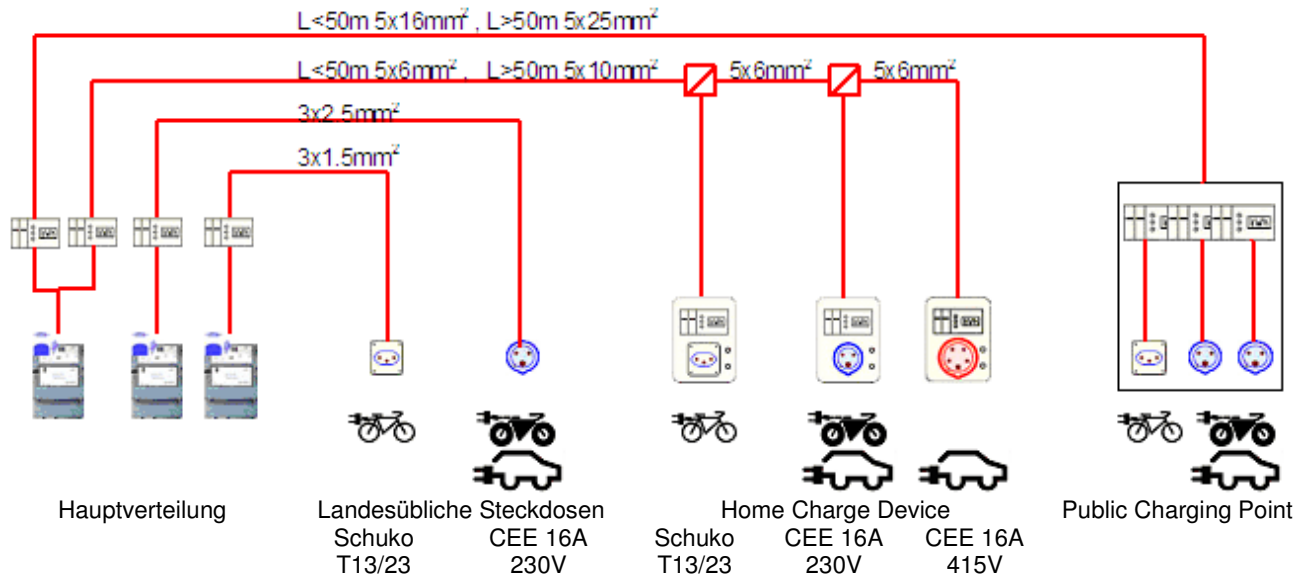 L<50m 5x16mm², L>50m 5x25mm²
L<50m 5x6mm², L>50m 5x10mm² 5x6mm² 5x6mm²
3x2.5mm²
3x1.5mm²
Hauptverteilung Landesübliche Steckdosen Home Charge Device Public Charging Point
Schuko CEE 16A Schuko CEE 16A CEE 16A
T13/23 230V T13/23 230V 415V